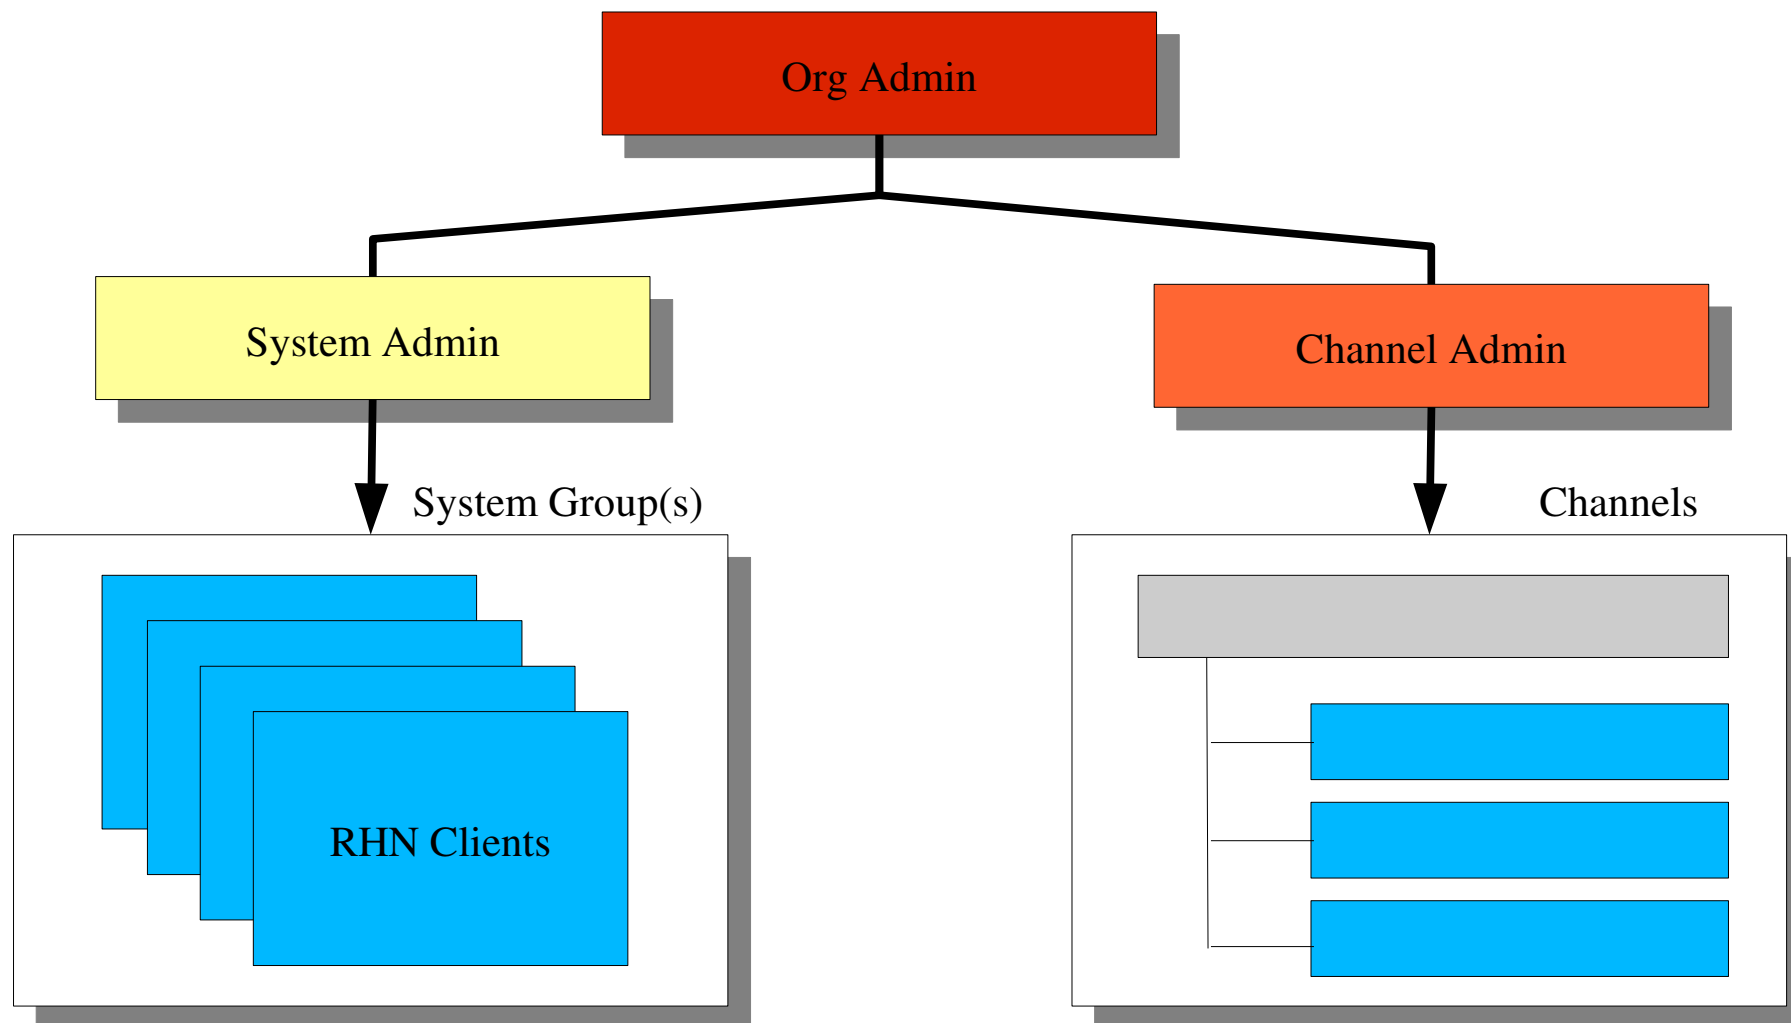 Org Admin
System Admin
Channel Admin
System Group(s)
Channels
RHN Clients